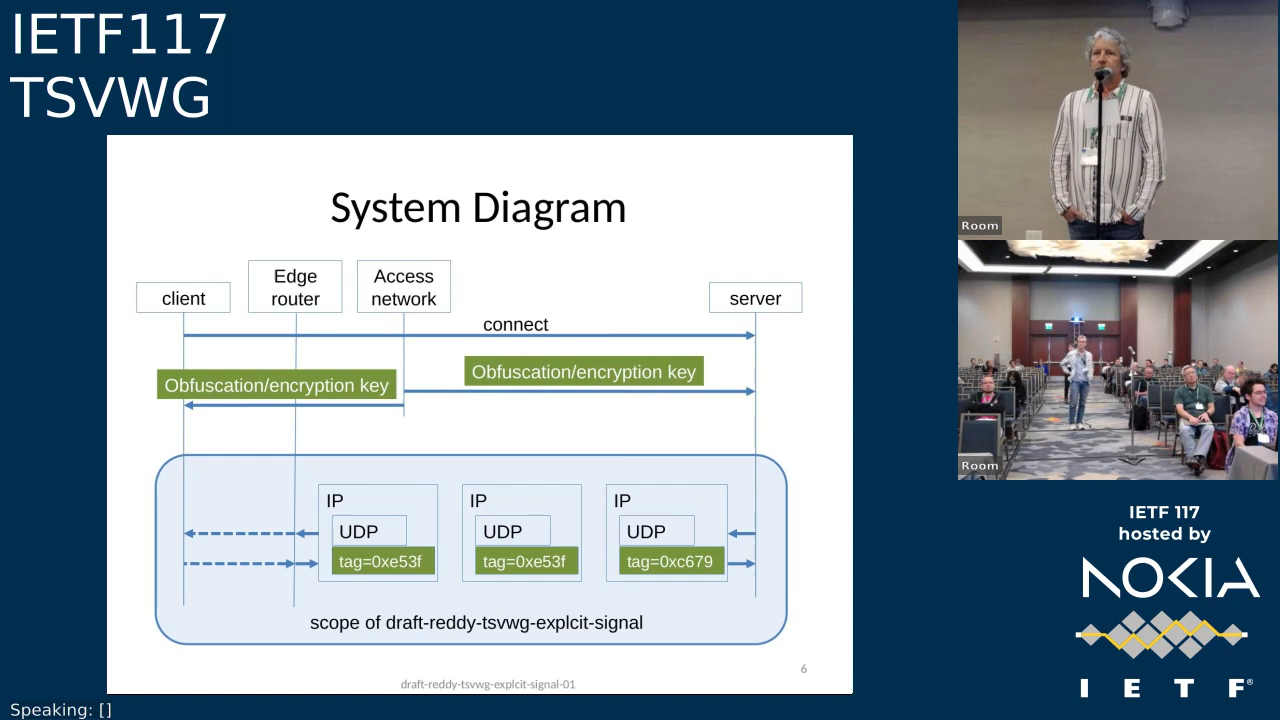 IETF117
TSVWG
System Diagram
client
Edge
router
Access
network
server
connect
Obfuscation/encryption key
Obfuscation/encryption key
IP
IP
IP
UDP
UDP
UDP
tag=0xe53f
tag=0xe53f
tag=0xc679
scope of draft-reddy-tsvwg-explcit-signal
6
draft-reddy-tsvwg-explcit-signal-01
Room
Room
IETF 117
hosted by
NOKIA
IETF®
Speaking: []